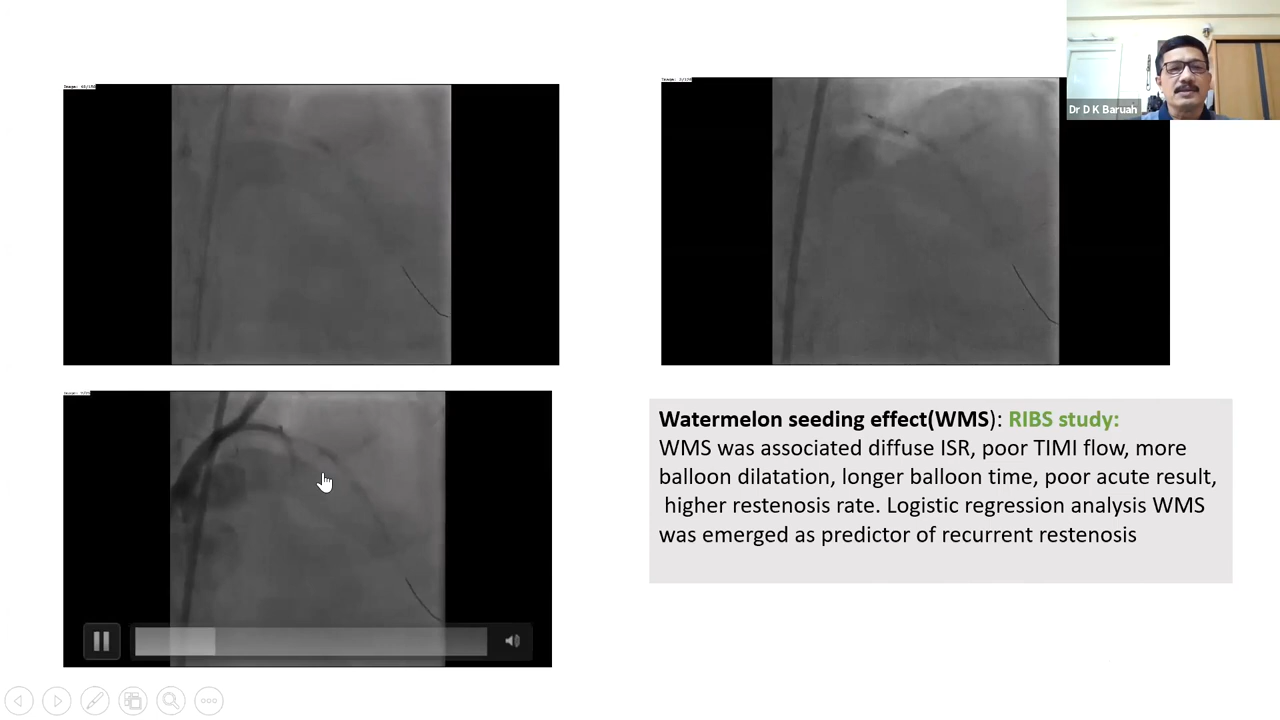 Dr D K Baruah
Watermelon seeding effect(WMS): RIBS study:
WMS was associated diffuse ISR, poor TIMI flow, more
balloon dilatation, longer balloon time, poor acute result,
higher restenosis rate. Logistic regression analysis WMS
was emerged as predictor of recurrent restenosis